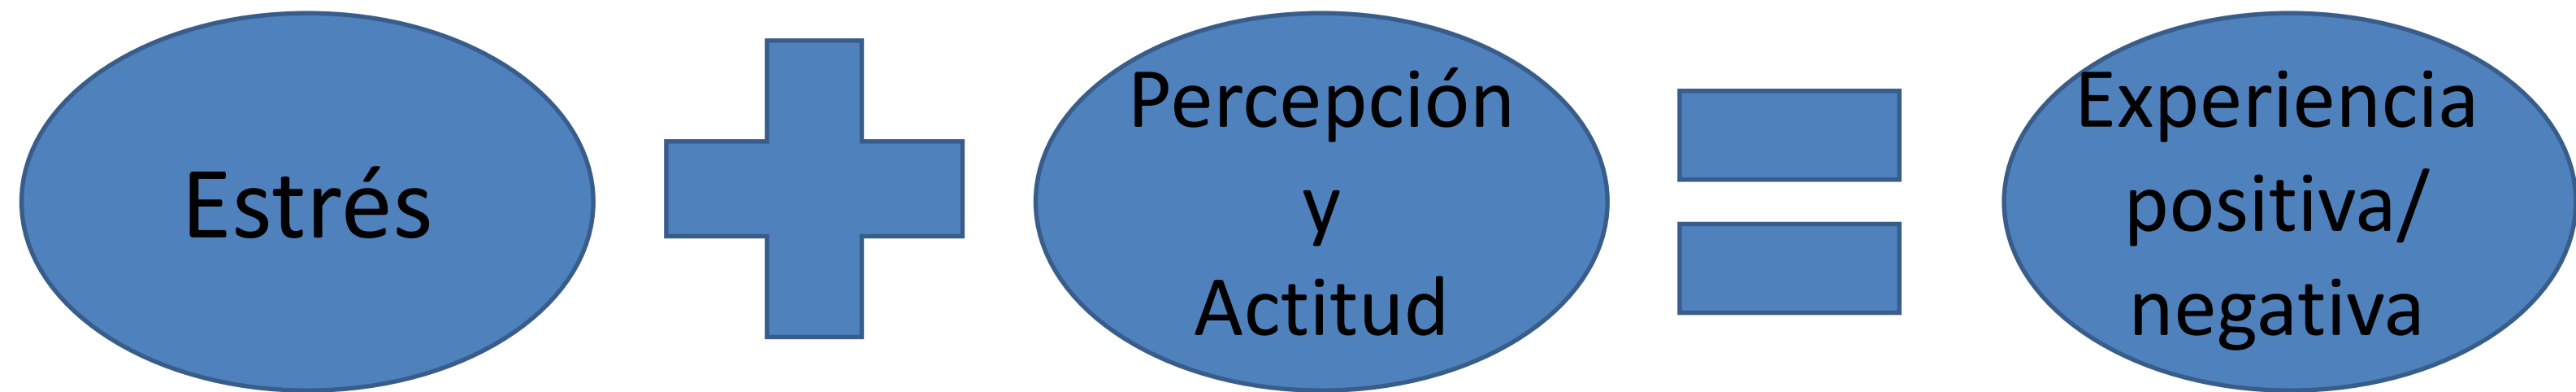 Estrés
Percepción
y
Actitud
Experiencia
positiva/
negativa